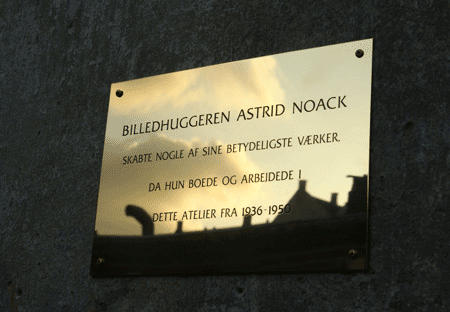 BILLEDHUGGEREN ASTRID NOACK
SKABTE NOGLE AF SINE BETYDELIGSTE VÆRKER,
DA HUN BOEDE OG ARBEJDEDE I
DETTE ATELIER FRA 1936-1950